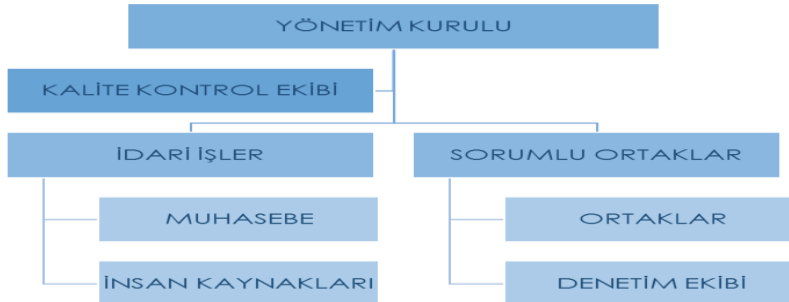 YÖNETİM KURULU
KALİTE KONTROL EKİBİ
İDARİ İŞLER
SORUMLU ORTAKLAR
MUHASEBE
ORTAKLAR
İNSAN KAYNAKLARI
DENETİM EKİBİ